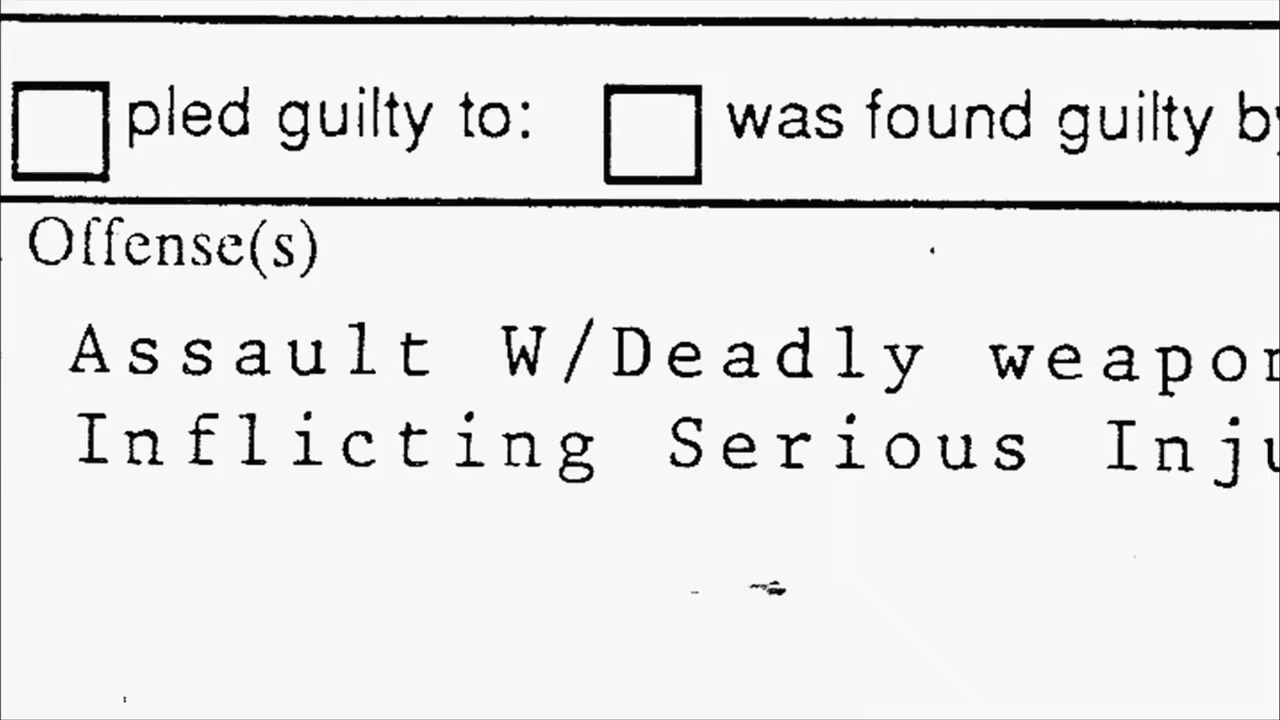 pled guilty to: was found guilty by
Offense(s)
Assault W/Deadly weapon
Inflicting Serious Inju